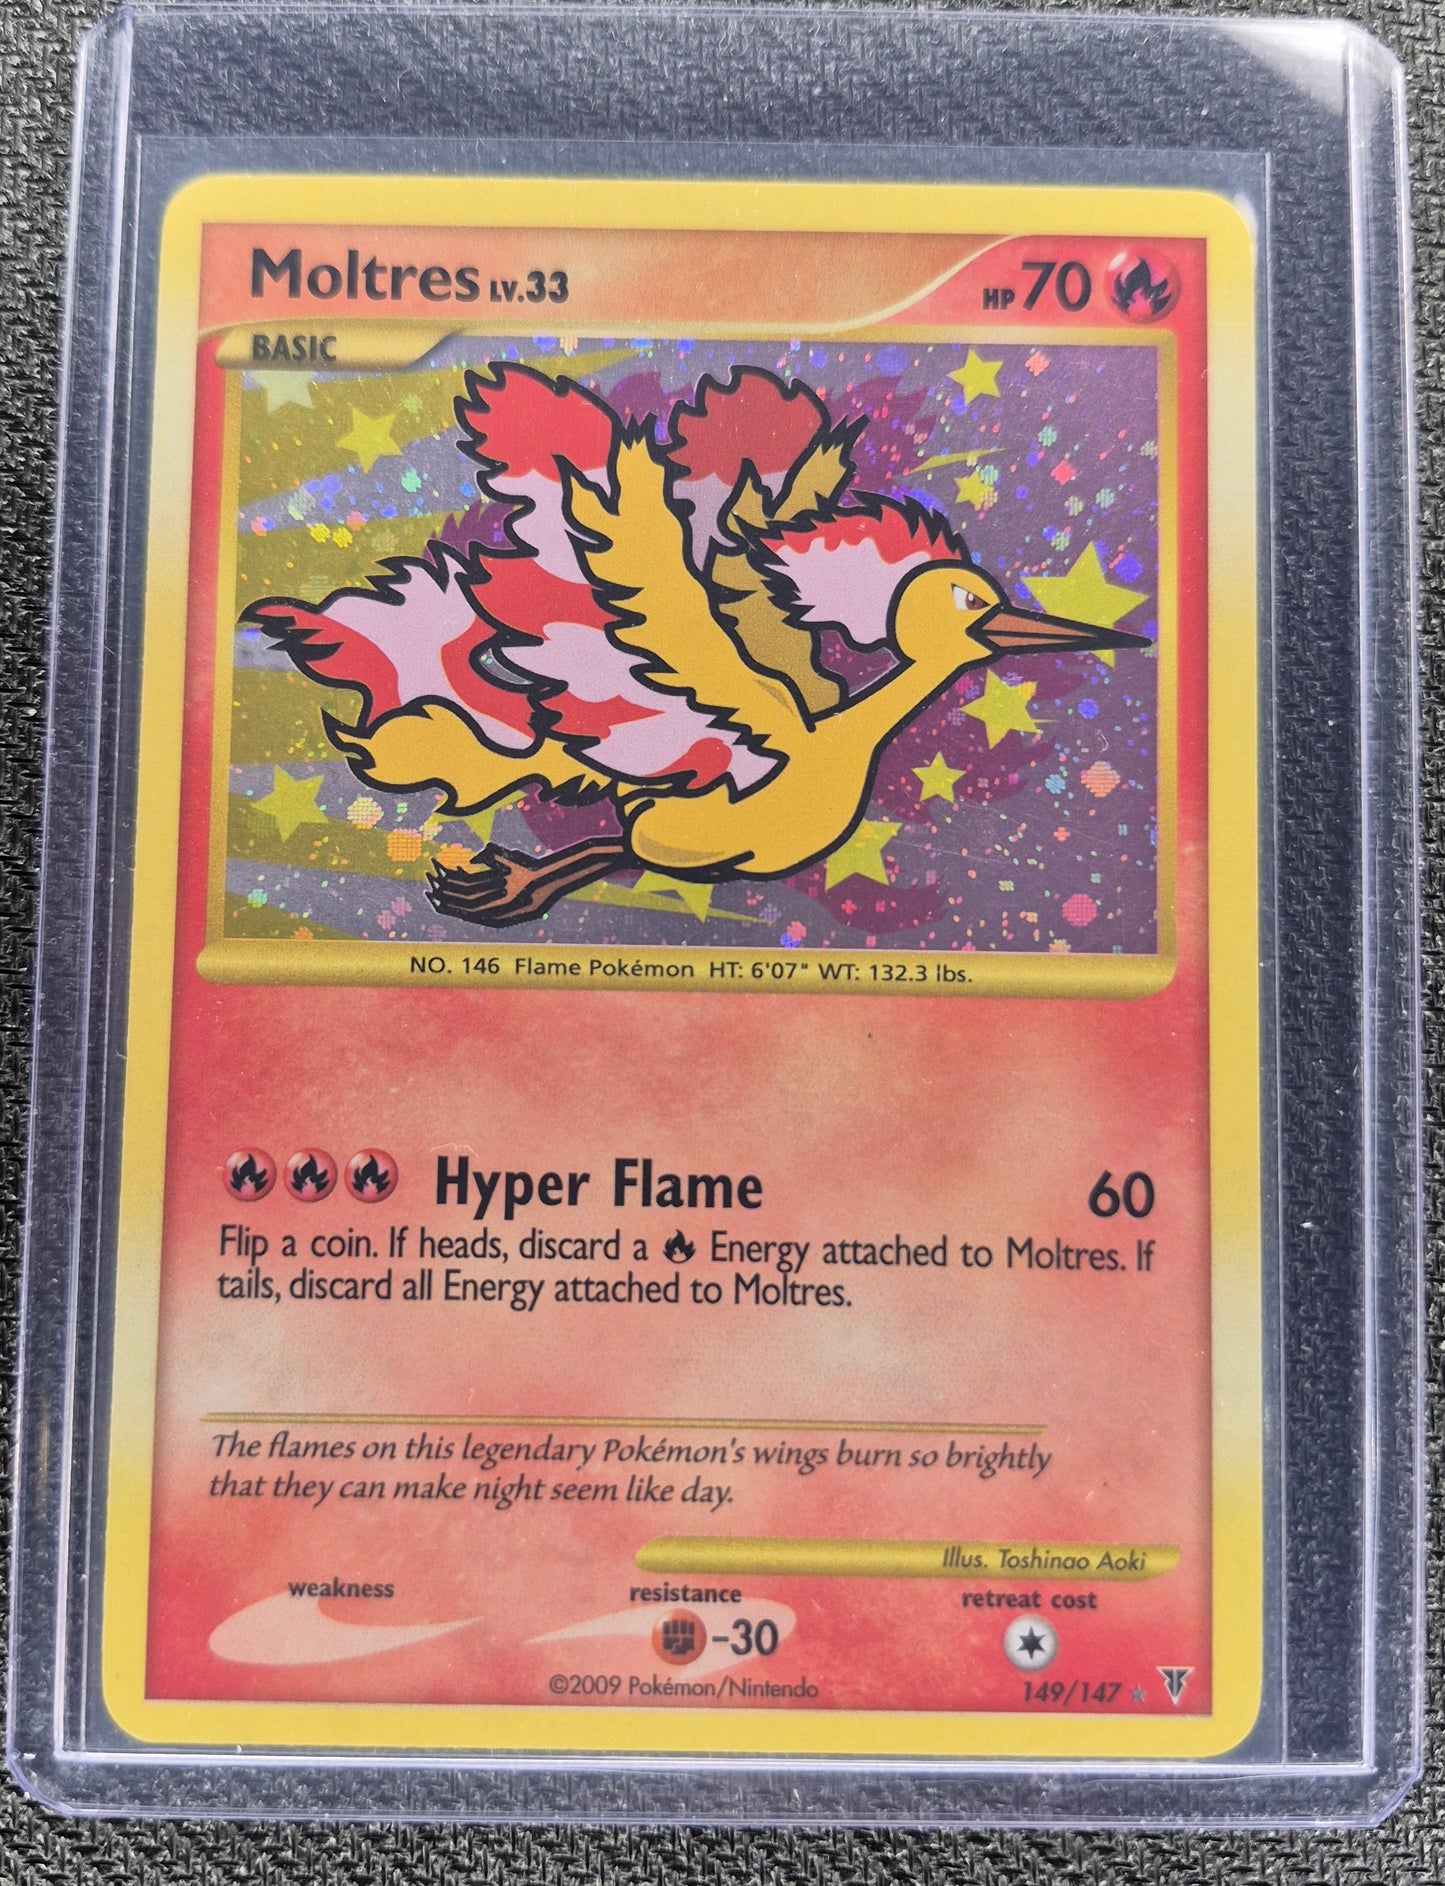 Moltres LV.33 HP 70
BASIC
NO. 146 Flame Pokémon HT: 6'07" WT: 132.3 lbs.
Hyper Flame 60
Flip a coin. If heads, discard a Energy attached to Moltres. If
tails, discard all Energy attached to Moltres.
The flames on this legendary Pokémon's wings burn so brightly
that they can make night seem like day.
Illus. Toshinao Aoki
weakness resistance retreat cost
-30
©2009 Pokémon/Nintendo 149/147